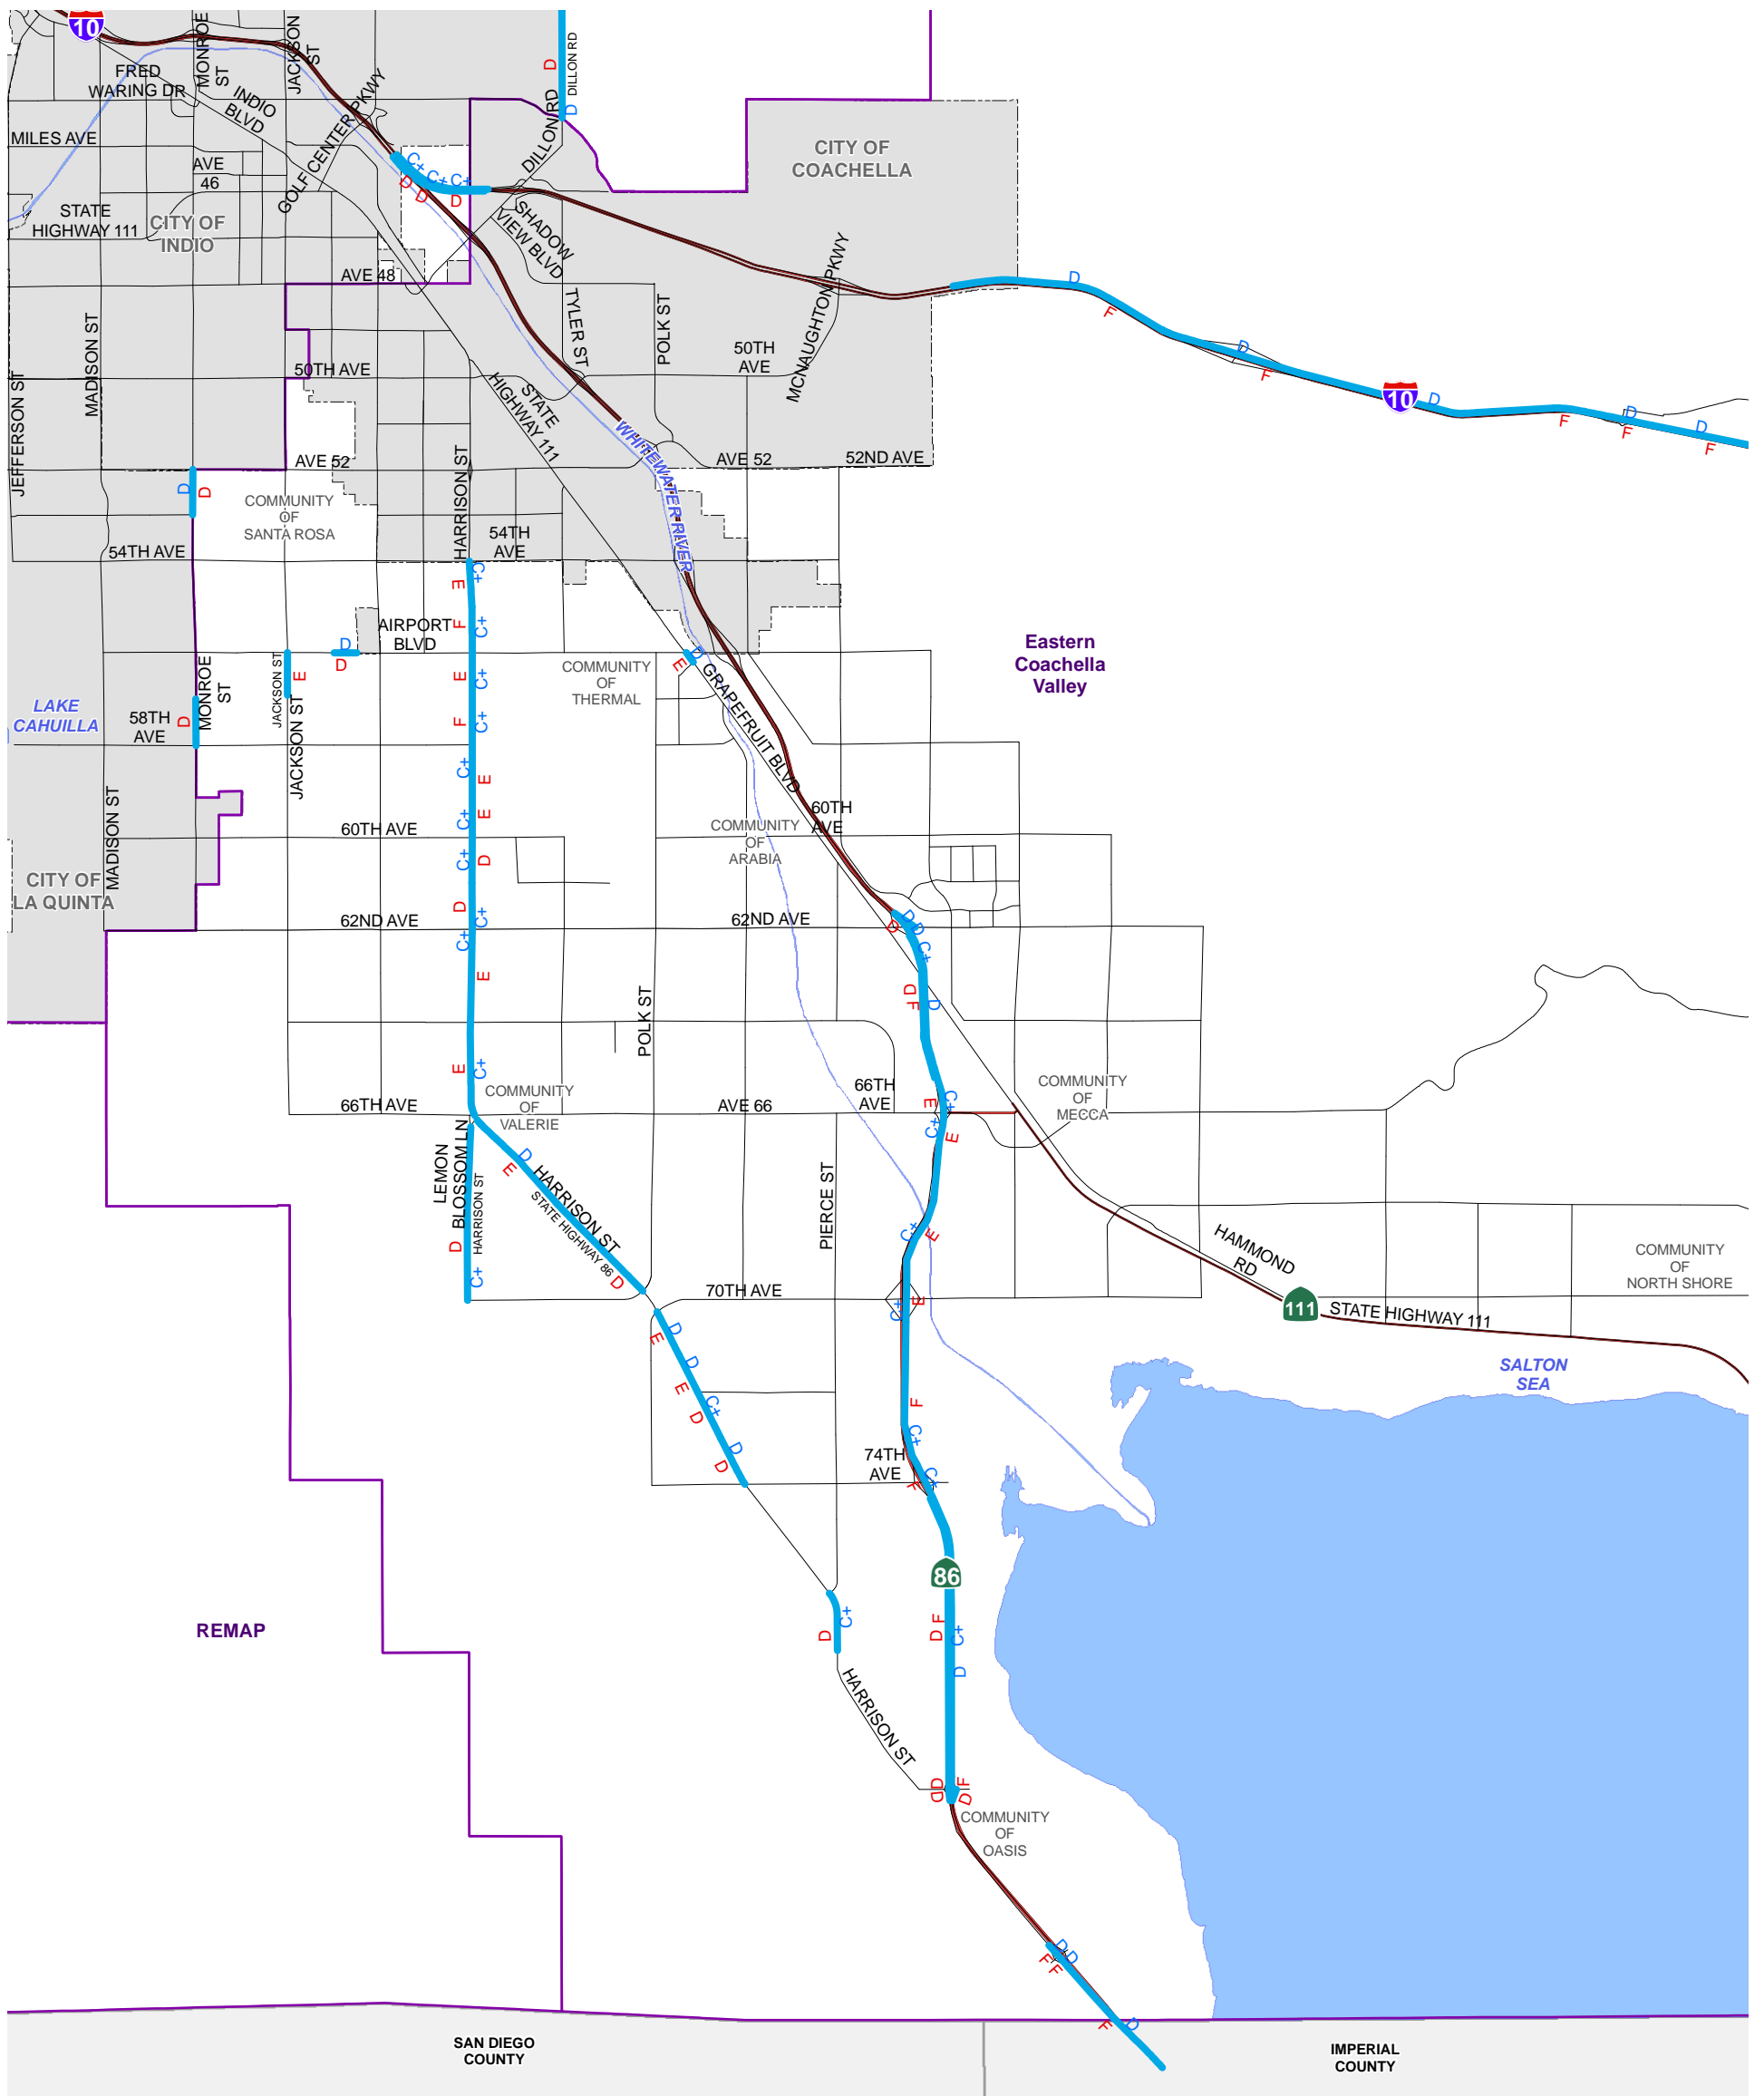 10
MONROE
ST
JACKSON
ST
DILLON RD
D
D
FRED
WARING DR
INDIO
BLVD
GOLF CENTER PKWY
DILLON RD
MILES AVE
AVE
46
C+
C+
C+
D
D
D
CITY OF
COACHELLA
STATE
HIGHWAY 111
CITY OF
INDIO
SHADOW
VIEW BLVD
AVE 48
MCNAUGHTON PKWY
D
F
MADISON ST
TYLER ST
POLK ST
50TH
AVE
D
F
50TH AVE
JEFFERSON ST
STATE
HIGHWAY 111
10
D
F
D
F
D
F
WHITEWATER RIVER
HARRISON ST
AVE 52
AVE 52
52ND AVE
D
D
COMMUNITY
OF
SANTA ROSA
54TH AVE
54TH
AVE
C+
E
AIRPORT
BLVD
F
C+
D
D
Eastern
Coachella
Valley
MONROE
ST
JACKSON ST
E
JACKSON ST
E
C+
COMMUNITY
OF
THERMAL
D
E
GRAPEFRUIT BLVD
LAKE
CAHUILLA
58TH
AVE
D
F
C+
C+
E
MADISON ST
60TH AVE
C+
E
COMMUNITY
OF
ARABIA
60TH
AVE
C+
D
CITY OF
LA QUINTA
62ND AVE
D
C+
C+
62ND AVE
D
D
D
C+
E
D
F
D
POLK ST
E
C+
COMMUNITY
OF
VALERIE
66TH AVE
AVE 66
66TH
AVE
COMMUNITY
OF
MECCA
E
C+
C+
E
LEMON
BLOSSOM LN
HARRISON ST
D
E
HARRISON ST
STATE HIGHWAY 86
PIERCE ST
C+
E
D
C+
D
70TH AVE
C+
E
HAMMOND
RD
COMMUNITY
OF
NORTH SHORE
111
STATE HIGHWAY 111
D
E
D
E
C+
D
D
D
F
C+
SALTON
SEA
74TH
AVE
C+
F
86
REMAP
C+
D
F
D
C+
D
HARRISON ST
D
D
F
D
COMMUNITY
OF
OASIS
D
D
F
F
D
F
SAN DIEGO
COUNTY
IMPERIAL
COUNTY